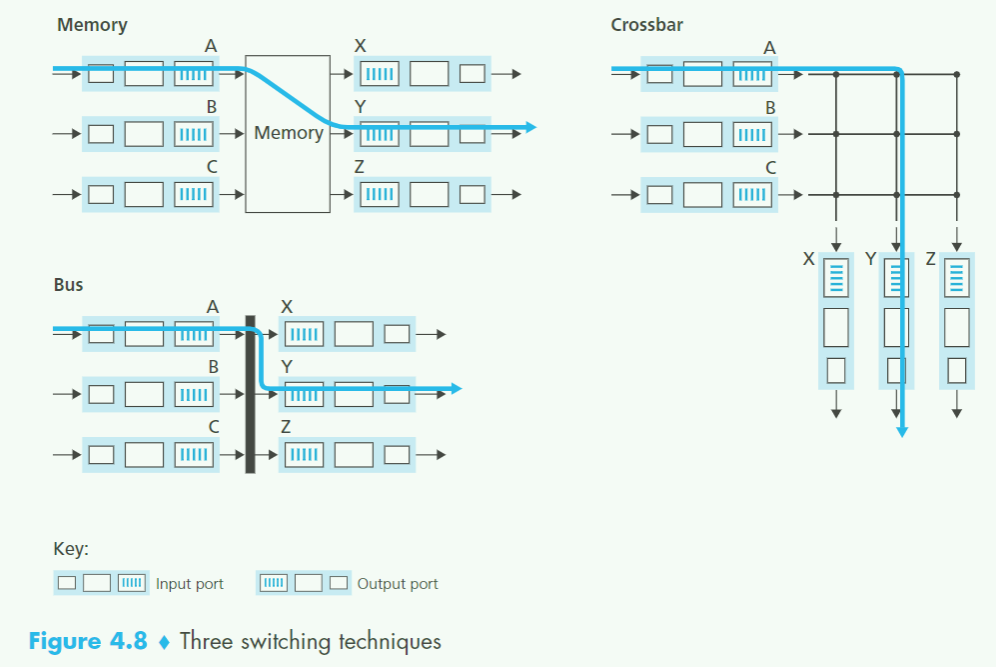 Memory
A
B
C
Memory
X
Y
Z
Crossbar
A
B
C
X
Y
Z
Bus
A
B
C
X
Y
Z
Key:
Input port
Output port
Figure 4.8 ♦ Three switching techniques